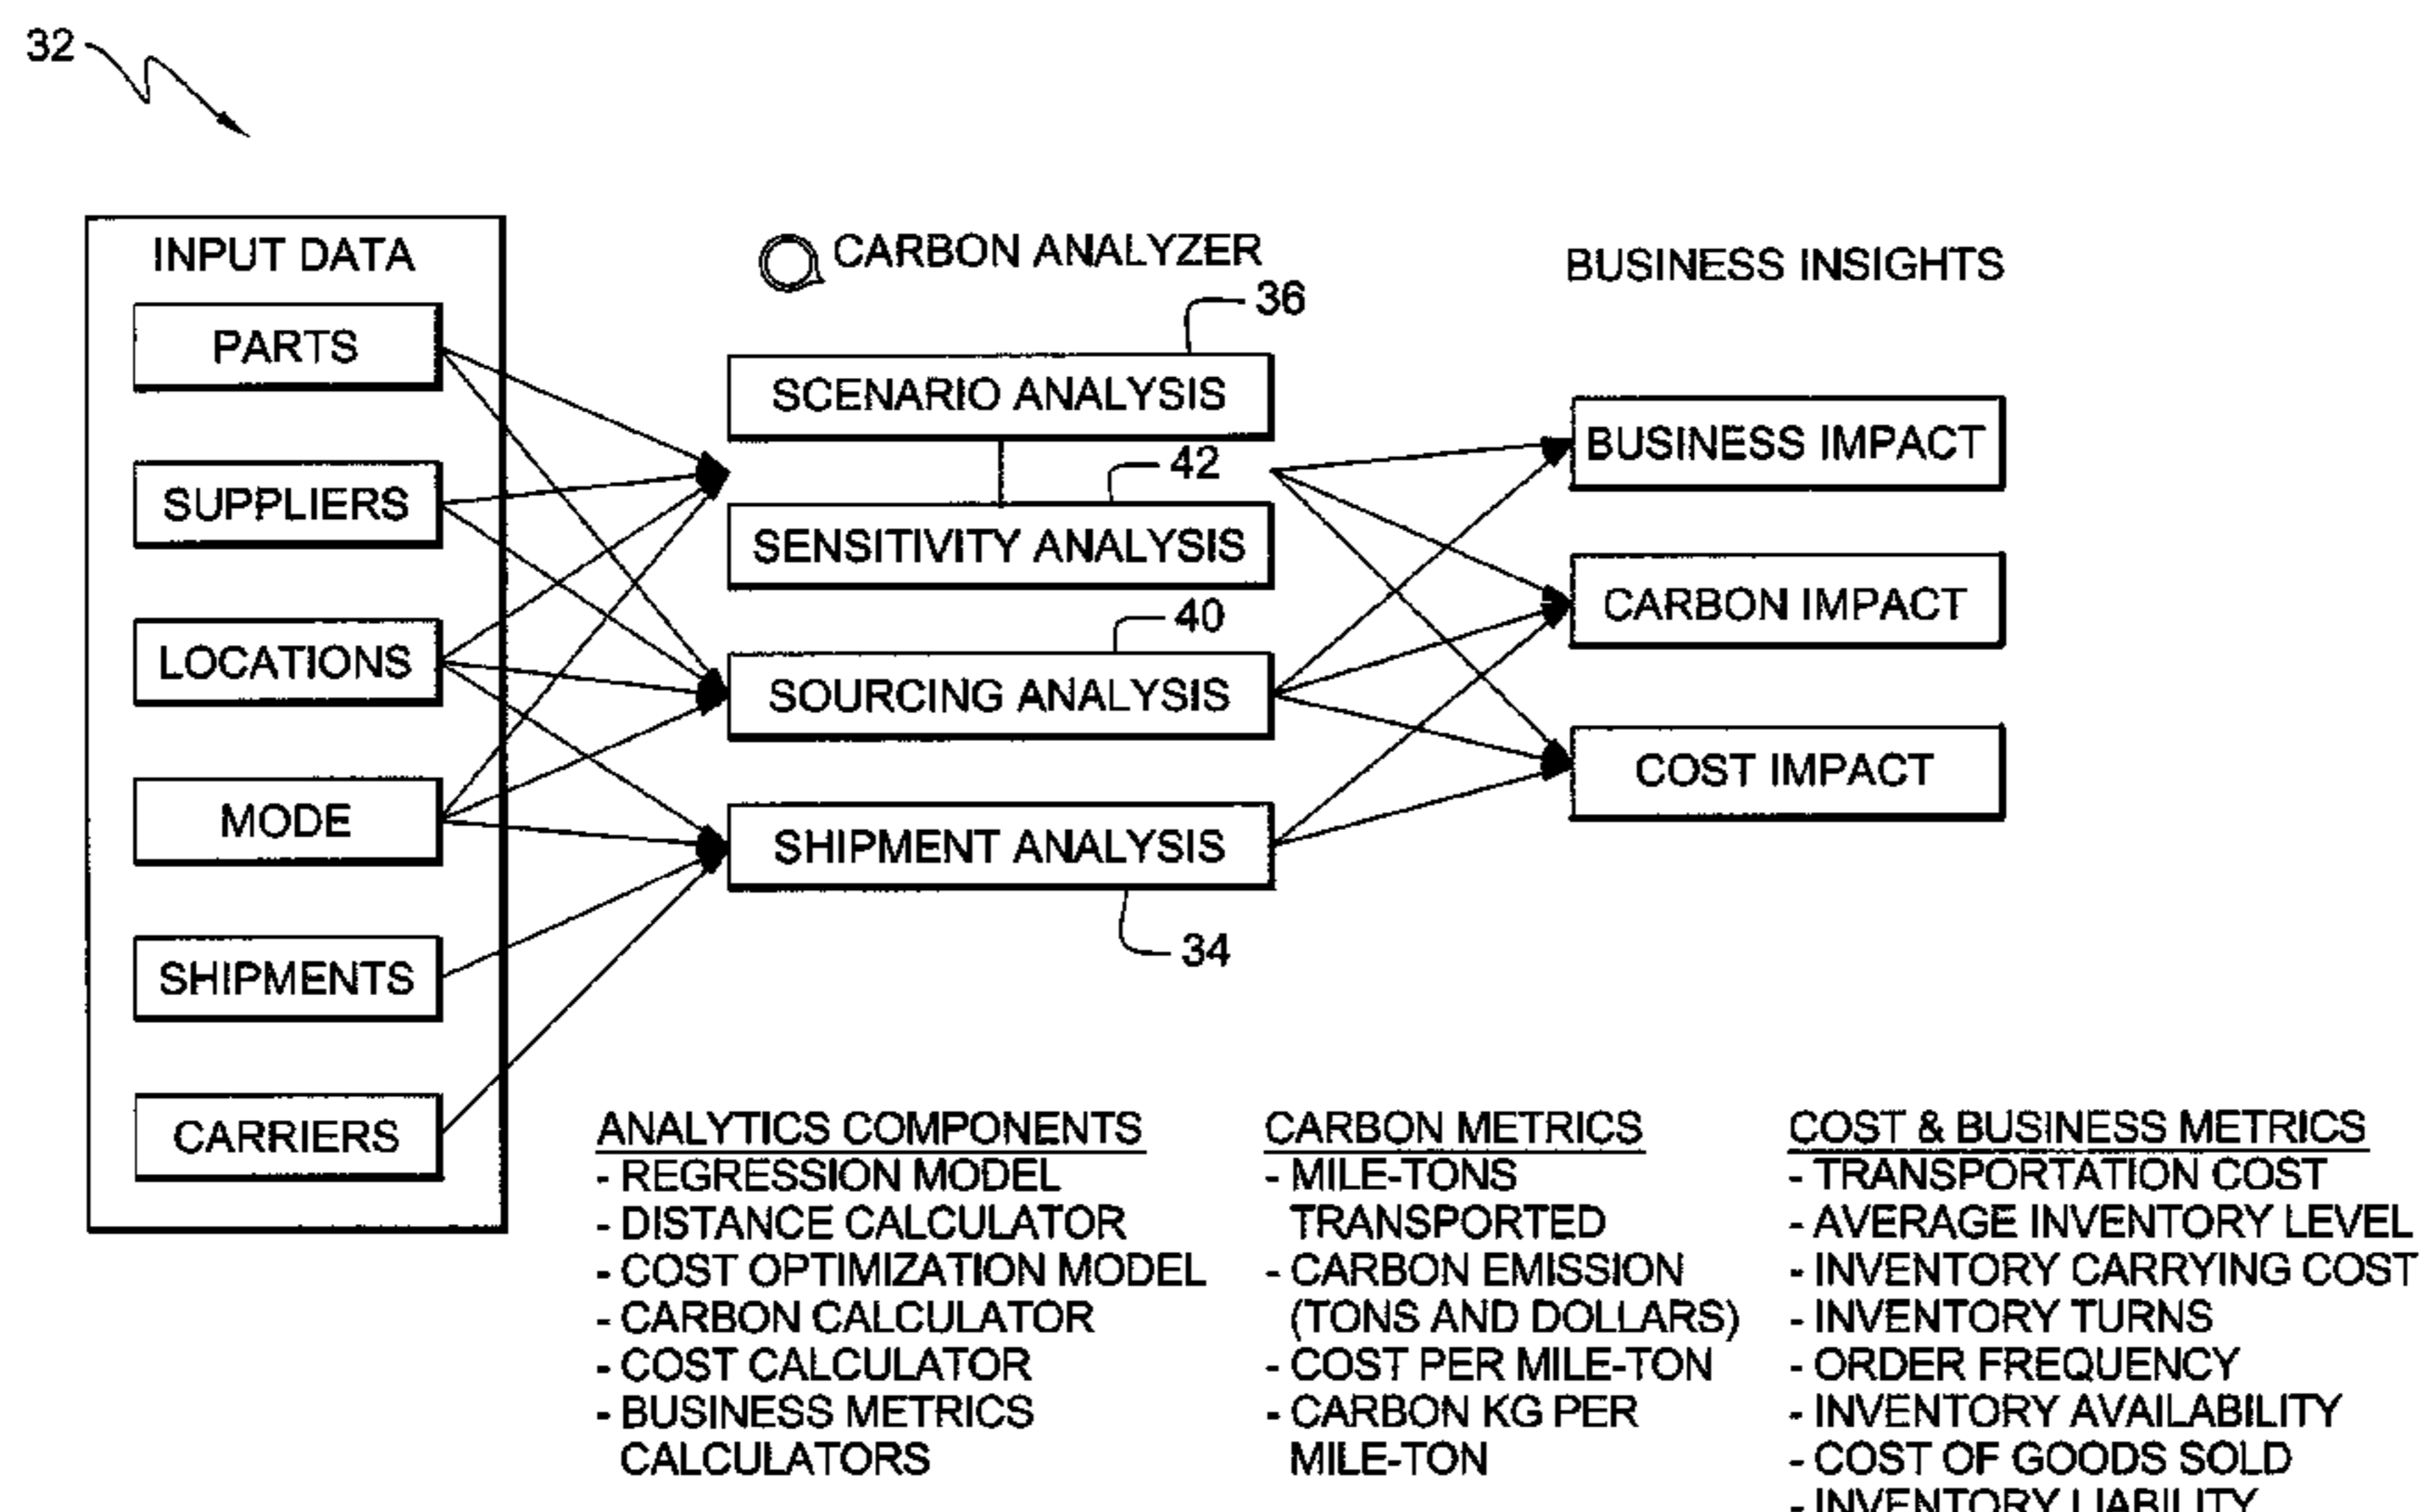 32
INPUT DATA
PARTS
SUPPLIERS
LOCATIONS
MODE
SHIPMENTS
CARRIERS
CARBON ANALYZER
36
SCENARIO ANALYSIS
42
SENSITIVITY ANALYSIS
40
SOURCING ANALYSIS
SHIPMENT ANALYSIS
34
BUSINESS INSIGHTS
BUSINESS IMPACT
CARBON IMPACT
COST IMPACT
ANALYTICS COMPONENTS
- REGRESSION MODEL
- DISTANCE CALCULATOR
- COST OPTIMIZATION MODEL
- CARBON CALCULATOR
- COST CALCULATOR
- BUSINESS METRICS
CALCULATORS
CARBON METRICS
- MILE-TONS
TRANSPORTED
- CARBON EMISSION
(TONS AND DOLLARS)
- COST PER MILE-TON
- CARBON KG PER
MILE-TON
COST & BUSINESS METRICS
- TRANSPORTATION COST
- AVERAGE INVENTORY LEVEL
- INVENTORY CARRYING COST
- INVENTORY TURNS
- ORDER FREQUENCY
- INVENTORY AVAILABILITY
- COST OF GOODS SOLD
- INVENTORY LIABILITY